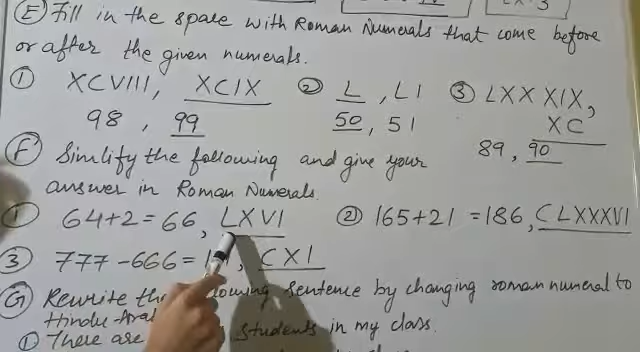 LX 3
(E) Fill in the space with Roman Numerals that come before
or after the given numerals.
① XCVIII, XCIX ② L, LI ③ LXXXIX,
XC
98, 99 50, 51 89, 90
(F) Simlify the following and give your
answer in Roman Numerals.
① 64+2=66, LXVI ② 165+21=186, CLXXXVI
③ 777-666= CXI
(G) Rewrite the sentence by changing roman numeral to
Hindu-
① There are students in my class.